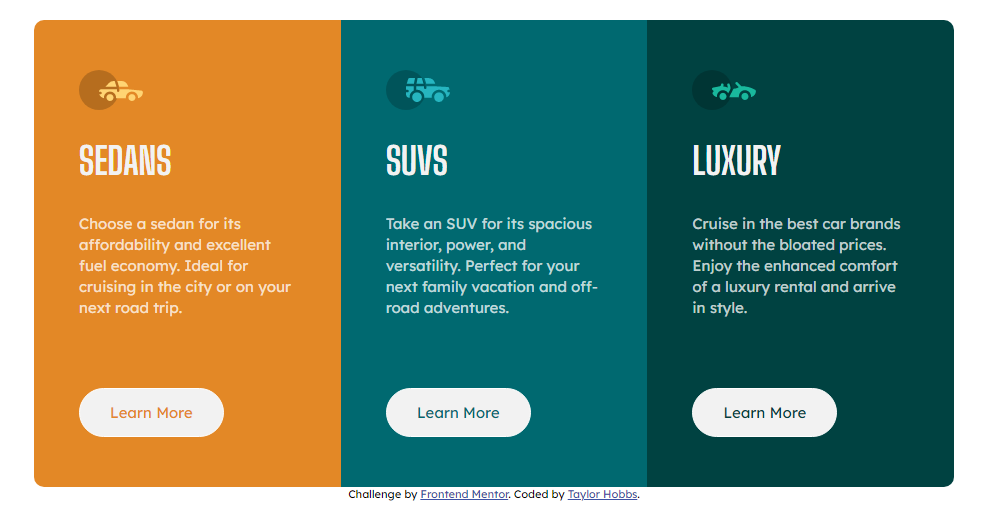 SEDANS
Choose a sedan for its
affordability and excellent
fuel economy. Ideal for
cruising in the city or on your
next road trip.
Learn More
SUVS
Take an SUV for its spacious
interior, power, and
versatility. Perfect for your
next family vacation and off-
road adventures.
Learn More
LUXURY
Cruise in the best car brands
without the bloated prices.
Enjoy the enhanced comfort
of a luxury rental and arrive
in style.
Learn More
Challenge by Frontend Mentor. Coded by Taylor Hobbs.